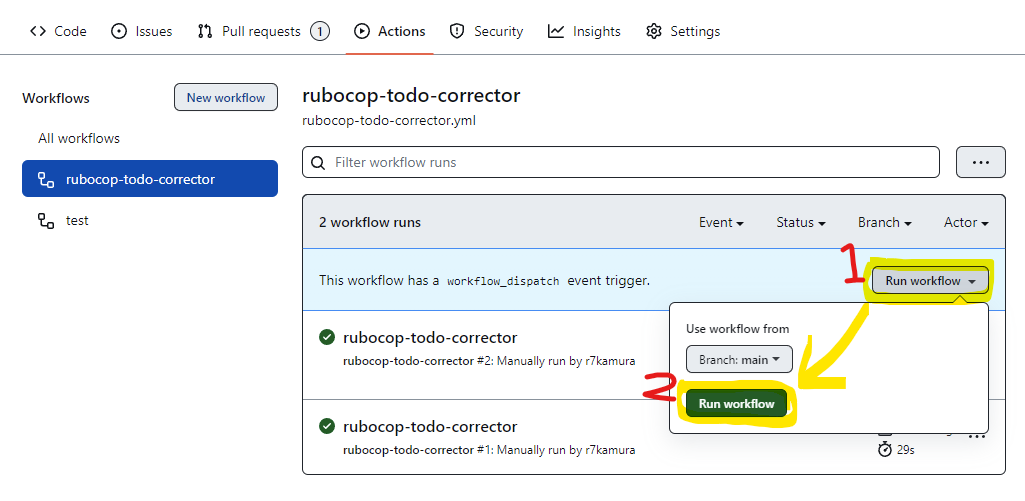 Code Issues Pull requests 1 Actions Security Insights Settings
Workflows
New workflow
All workflows
rubocop-todo-corrector
test
rubocop-todo-corrector
rubocop-todo-corrector.yml
Filter workflow runs
2 workflow runs
Event Status Branch Actor
This workflow has a workflow_dispatch event trigger.
1
Run workflow
Use workflow from
Branch: main
2
Run workflow
rubocop-todo-corrector
rubocop-todo-corrector #2: Manually run by r7kamura
rubocop-todo-corrector
rubocop-todo-corrector #1: Manually run by r7kamura
29s